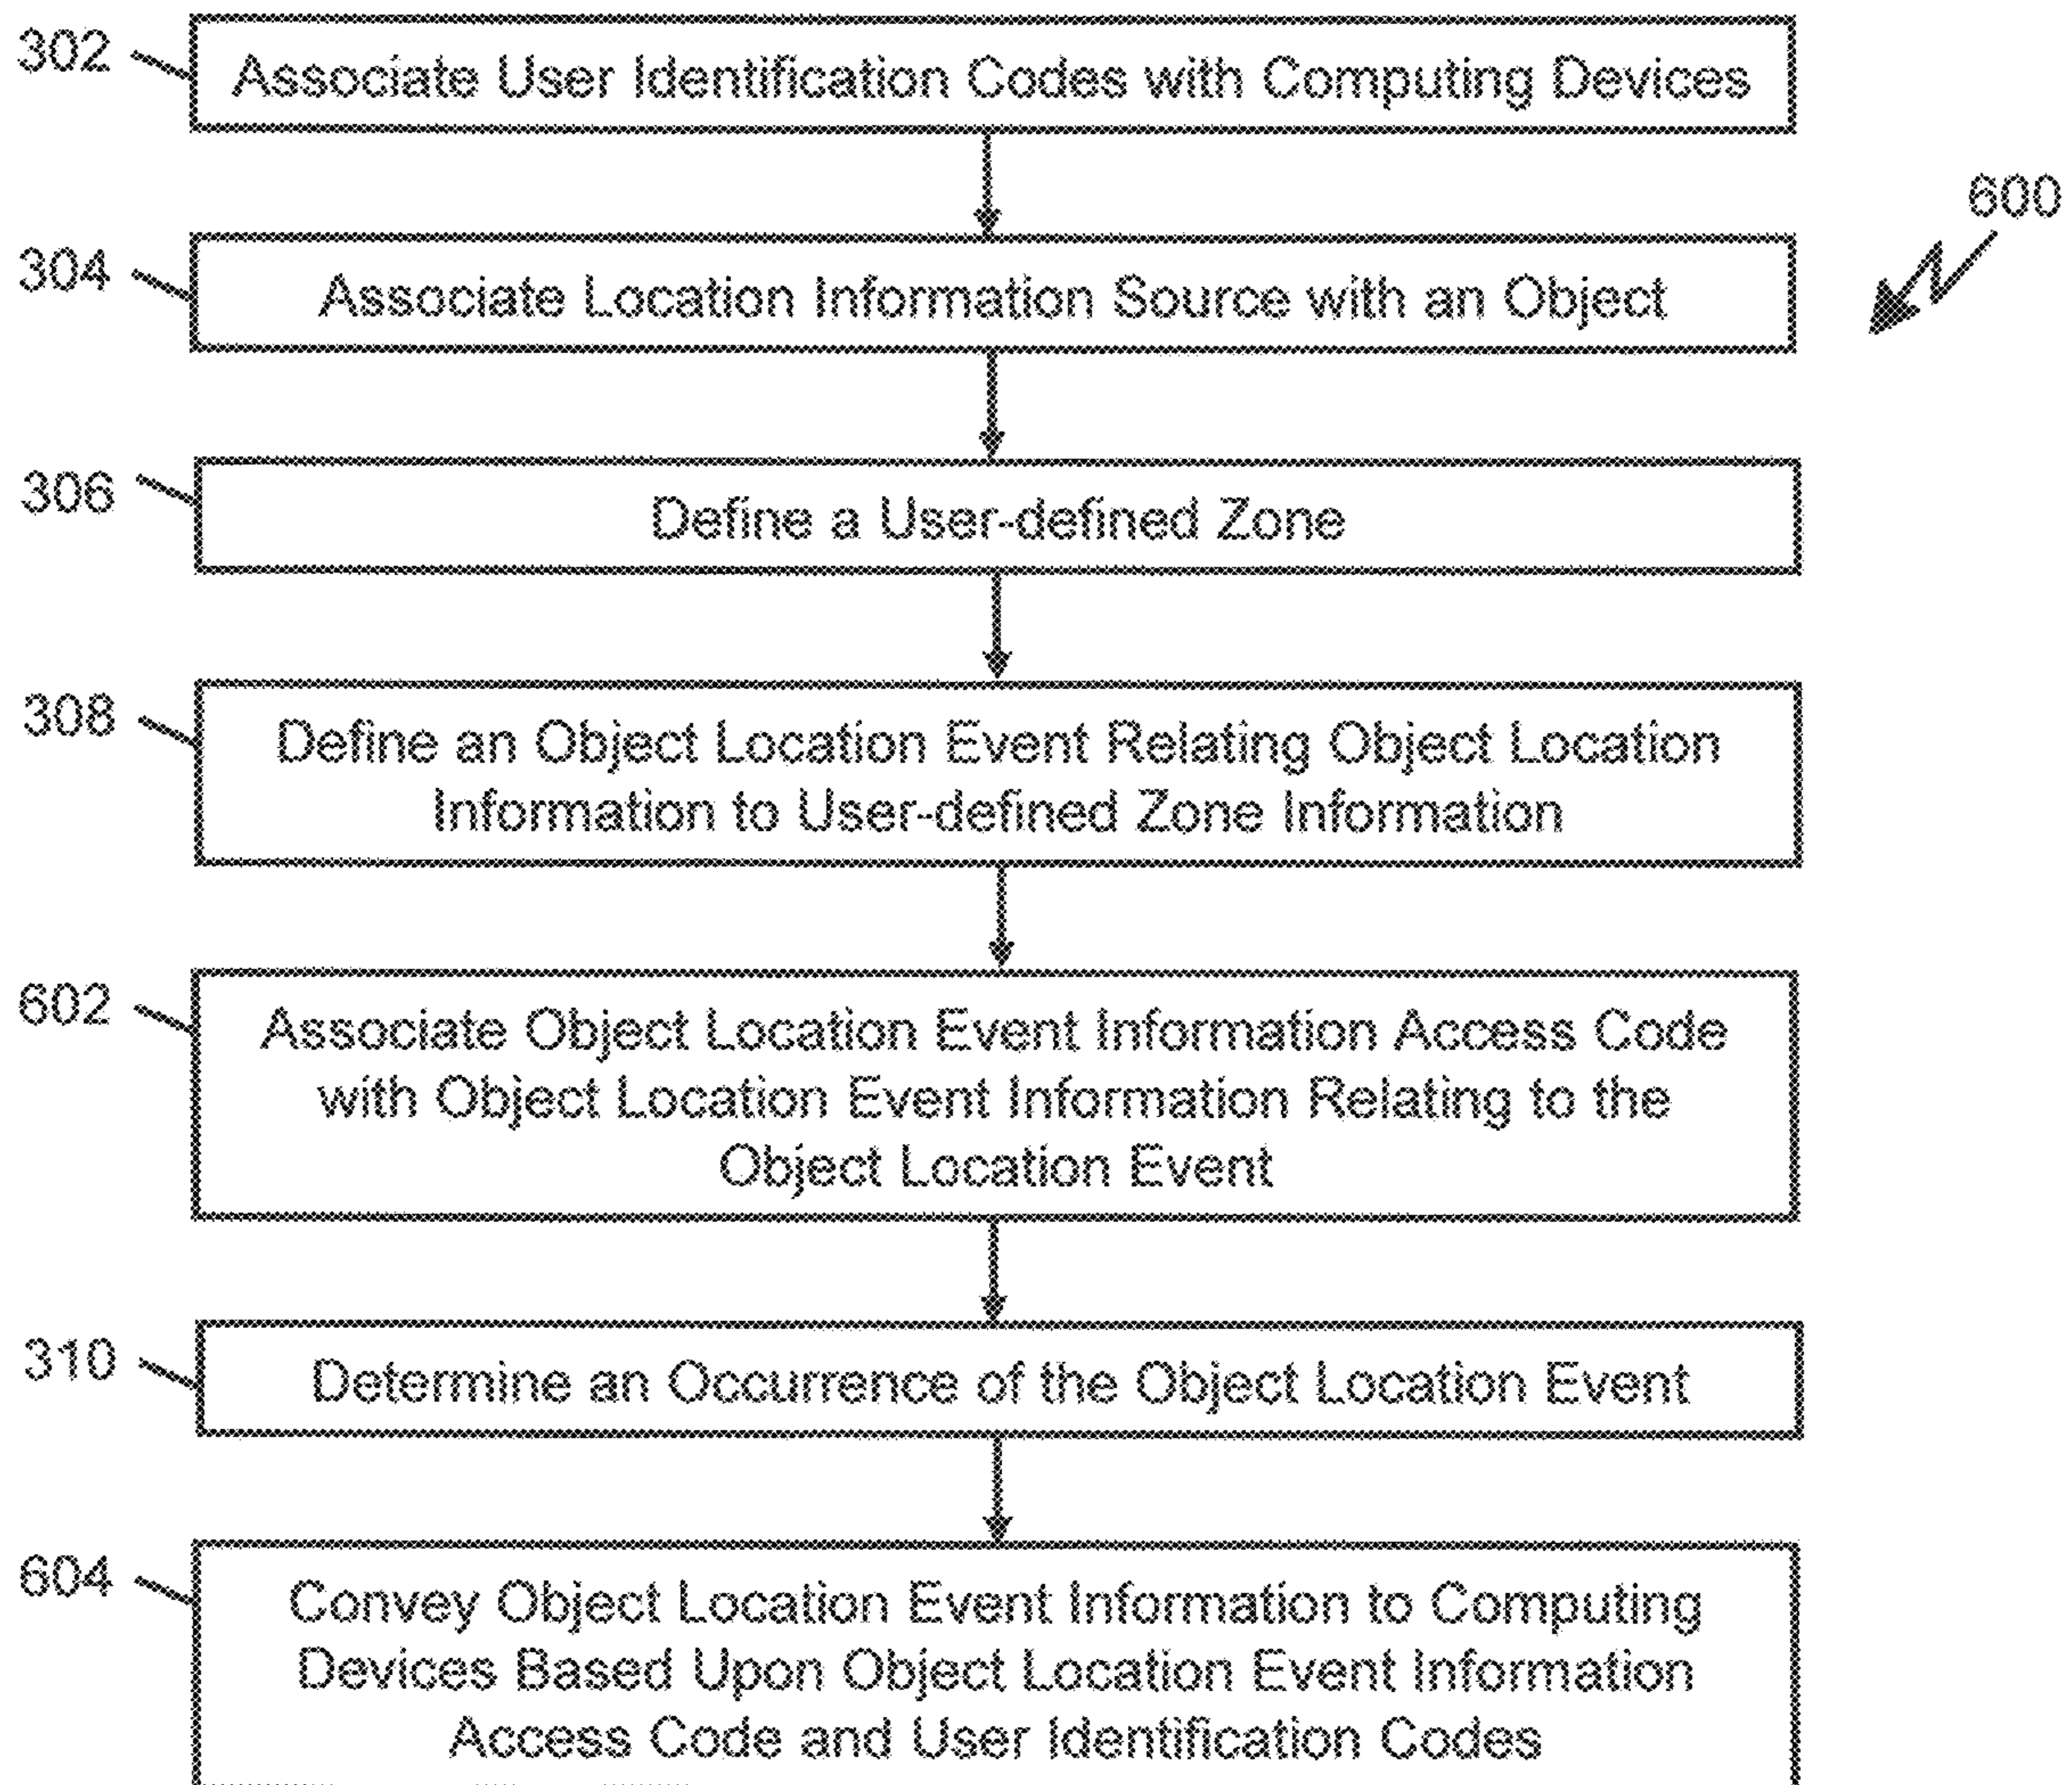 302
Associate User Identification Codes with Computing Devices
600
304
Associate Location Information Source with an Object
306
Define a User-defined Zone
308
Define an Object Location Event Relating Object Location
Information to User-defined Zone Information
602
Associate Object Location Event Information Access Code
with Object Location Event Information Relating to the
Object Location Event
310
Determine an Occurrence of the Object Location Event
604
Convey Object Location Event Information to Computing
Devices Based Upon Object Location Event Information
Access Code and User Identification Codes